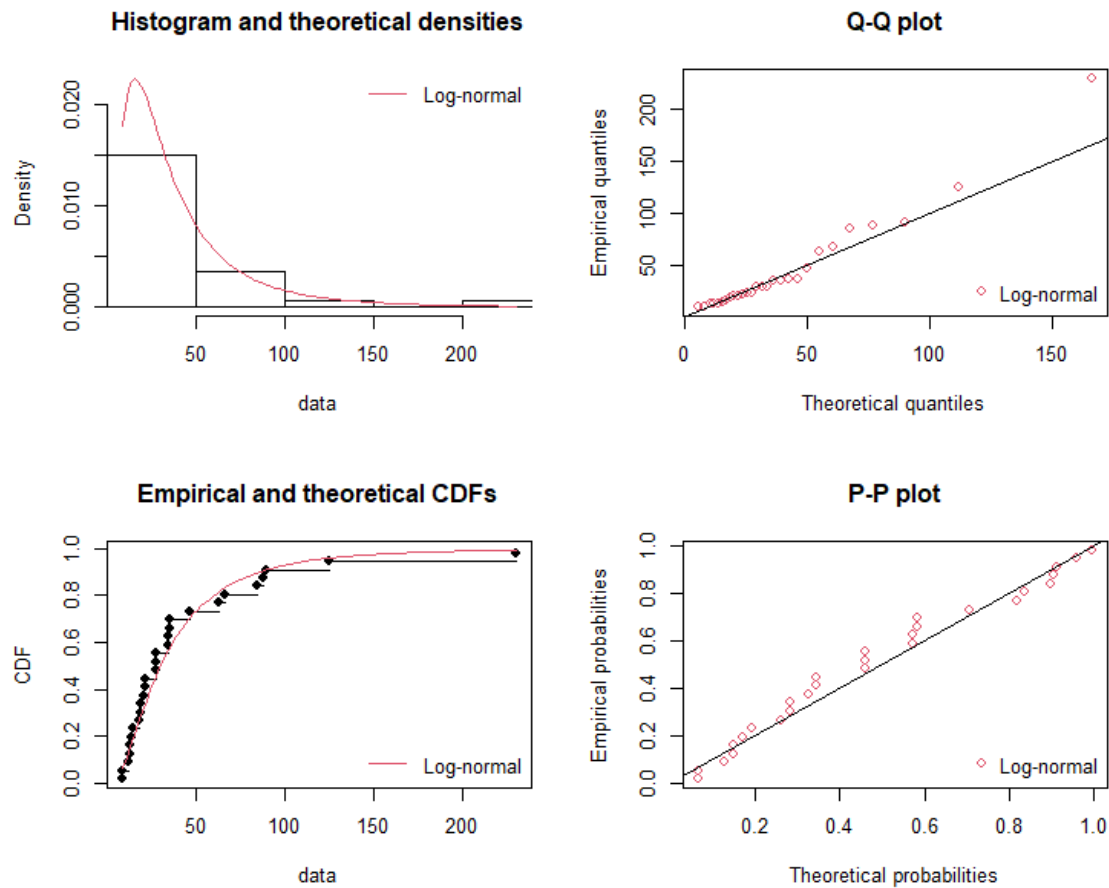 Histogram and theoretical densities
Log-normal
Density
0.000
0.010
0.020
50
100
150
200
data
Q-Q plot
Empirical quantiles
50
100
150
200
Log-normal
0
50
100
150
Theoretical quantiles
Empirical and theoretical CDFs
CDF
0.0
0.2
0.4
0.6
0.8
1.0
Log-normal
50
100
150
200
data
P-P plot
Empirical probabilities
0.0
0.2
0.4
0.6
0.8
1.0
Log-normal
0.2
0.4
0.6
0.8
1.0
Theoretical probabilities